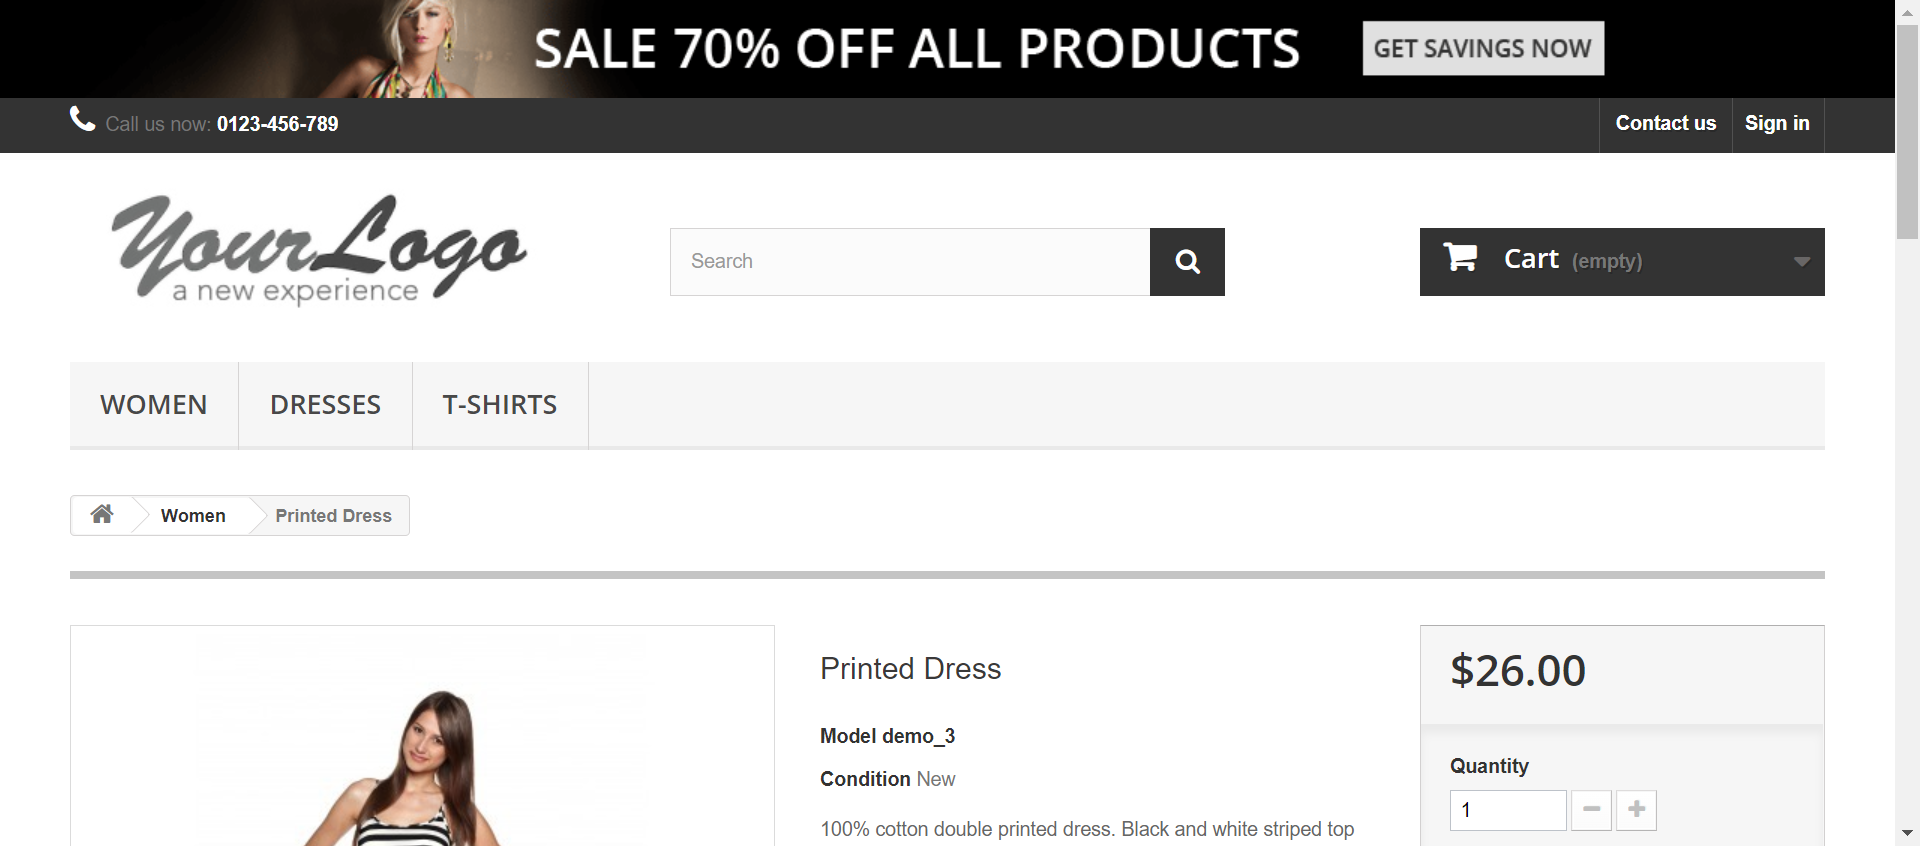 SALE 70% OFF ALL PRODUCTS
GET SAVINGS NOW
Call us now: 0123-456-789
Contact us
Sign in
YourLogo
a new experience
Search
Cart (empty)
WOMEN
DRESSES
T-SHIRTS
Women
Printed Dress
Printed Dress
Model demo_3
Condition New
100% cotton double printed dress. Black and white striped top
$26.00
Quantity
1